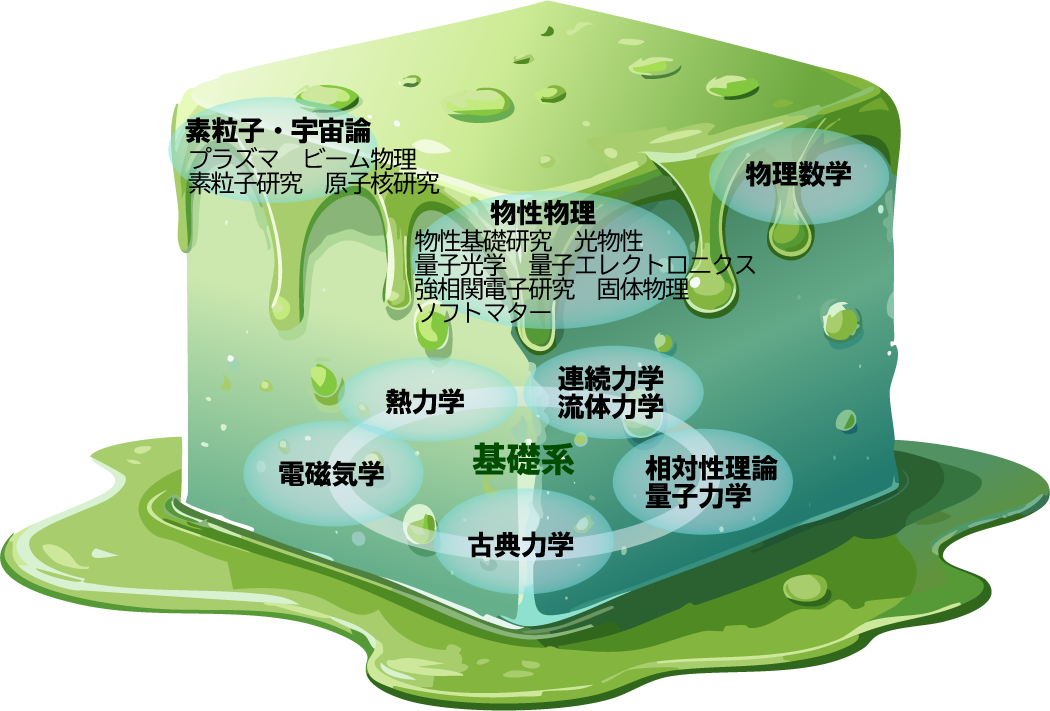 素粒子・宇宙論
プラズマ　ビーム物理
素粒子研究　原子核研究
物理数学
物性物理
物性基礎研究　光物性
量子光学　量子エレクトロニクス
強相関電子研究　固体物理
ソフトマター
熱力学
連続力学
流体力学
基礎系
電磁気学
相対性理論
量子力学
古典力学